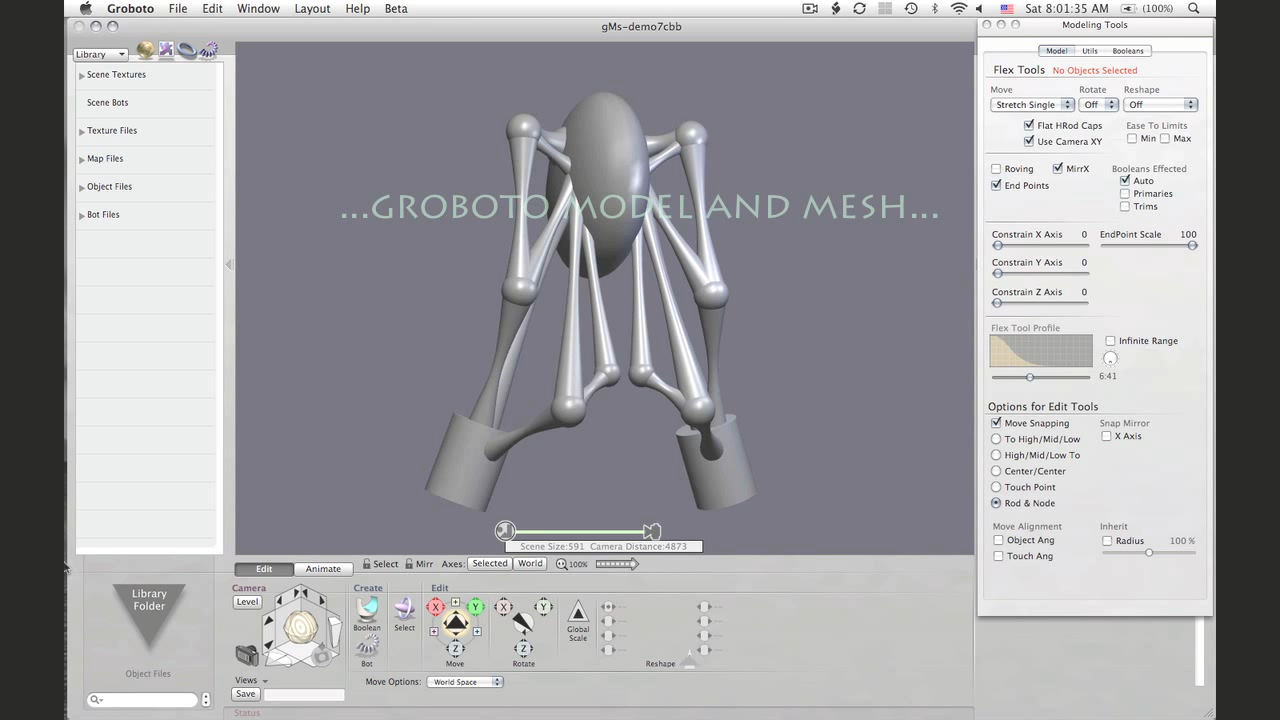 Groboto File Edit Window Layout Help Beta Sat 8:01:35 AM (100%)
gMs-demo7cbb
Modeling Tools
Library
Scene Textures
Scene Bots
Texture Files
Map Files
Object Files
Bot Files
...GROBOTO MODEL AND MESH...
Scene Size:591 Camera Distance:4873
Model Utils Booleans
Flex Tools No Objects Selected
Move Rotate Reshape
Stretch Single Off Off
Flat HRod Caps Ease To Limits
Use Camera XY Min Max
Roving MirrX Booleans Effected
End Points Auto
Primaries
Trims
Constrain X Axis 0 EndPoint Scale 100
Constrain Y Axis 0
Constrain Z Axis 0
Flex Tool Profile
Infinite Range
6:41
Options for Edit Tools
Move Snapping Snap Mirror
To High/Mid/Low X Axis
High/Mid/Low To
Center/Center
Touch Point
Rod & Node
Move Alignment Inherit
Object Ang Radius 100 %
Touch Ang
Edit Animate Select Mirr Axes: Selected World 100%
Library
Folder
Object Files
Camera Create Edit
Level
X Y X Y
Boolean Select Global
Scale
Z Z
Bot Move Rotate Reshape
Views
Save Move Options: World Space
Status